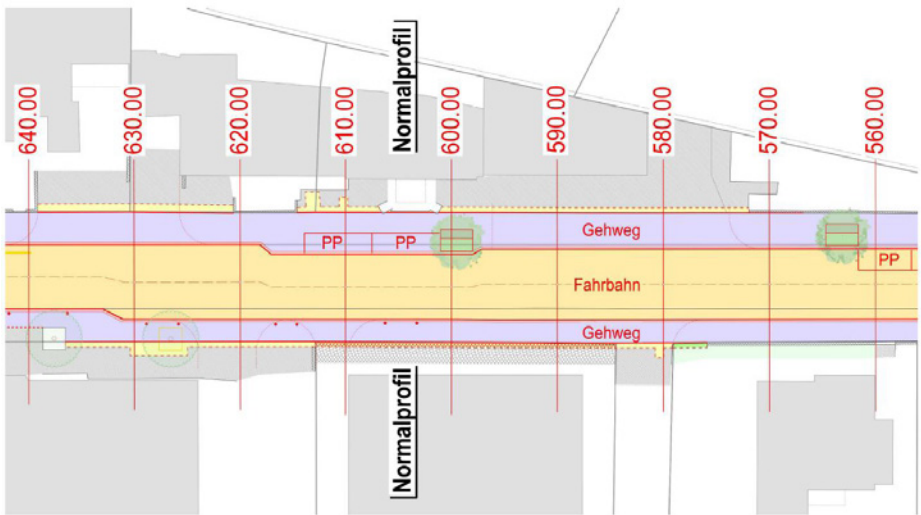 640.00
630.00
620.00
610.00
Normalprofil
600.00
590.00
580.00
570.00
560.00
Gehweg
PP
PP
PP
Fahrbahn
Gehweg
Normalprofil